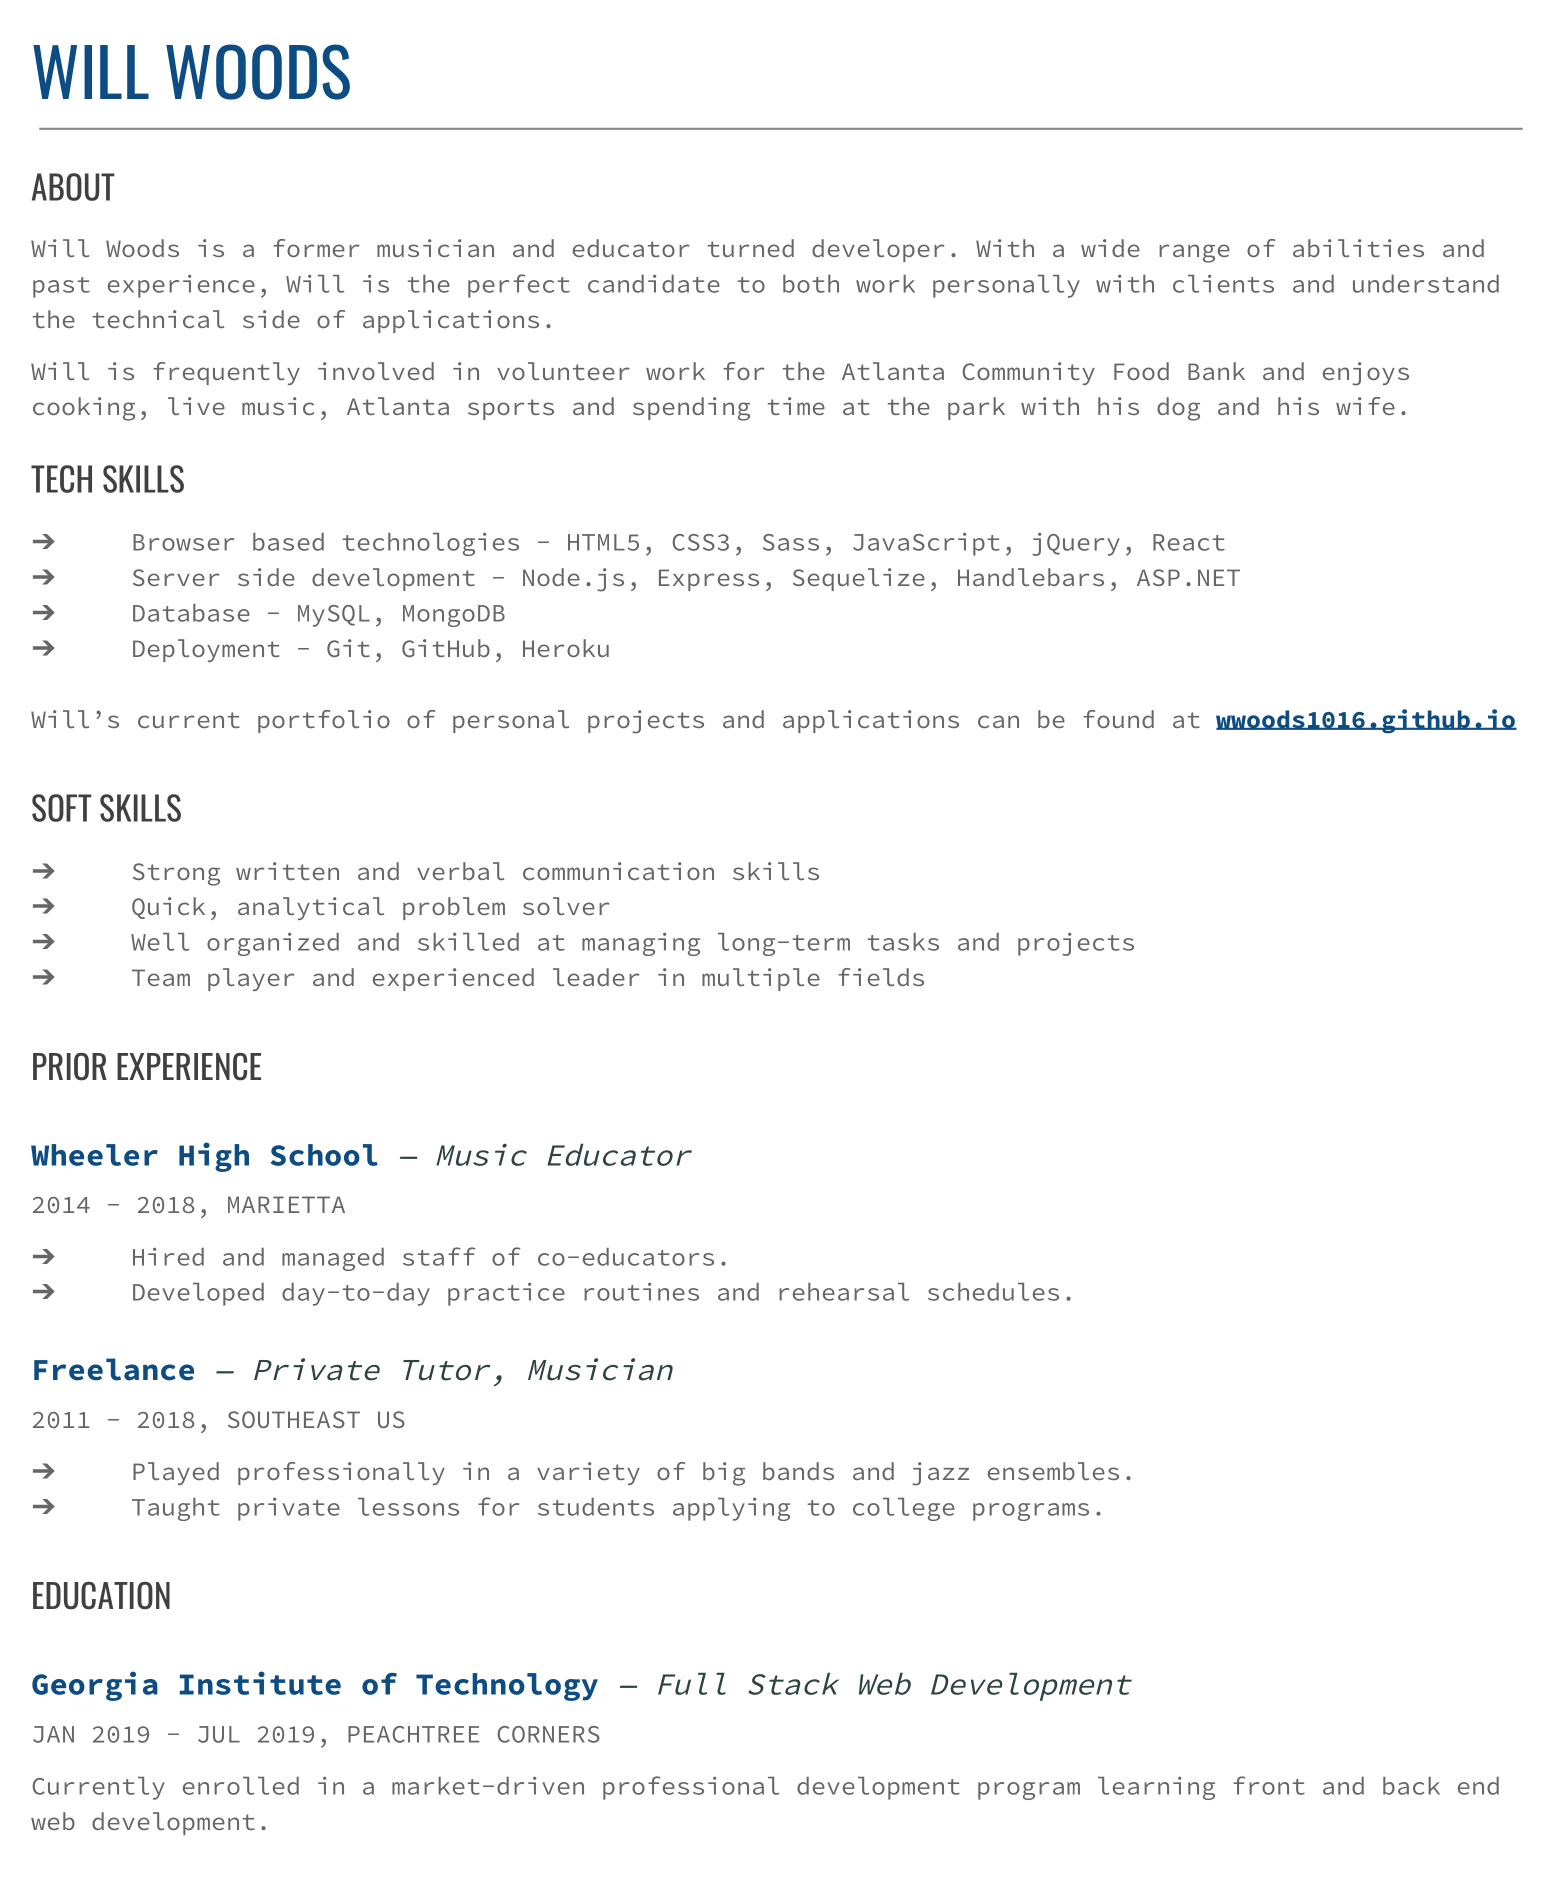 WILL WOODS
ABOUT
Will Woods is a former musician and educator turned developer. With a wide range of abilities and
past experience, Will is the perfect candidate to both work personally with clients and understand
the technical side of applications.
Will is frequently involved in volunteer work for the Atlanta Community Food Bank and enjoys
cooking, live music, Atlanta sports and spending time at the park with his dog and his wife.
TECH SKILLS
➔ Browser based technologies - HTML5, CSS3, Sass, JavaScript, jQuery, React
➔ Server side development - Node.js, Express, Sequelize, Handlebars, ASP.NET
➔ Database - MySQL, MongoDB
➔ Deployment - Git, GitHub, Heroku
Will’s current portfolio of personal projects and applications can be found at wwoods1016.github.io
SOFT SKILLS
➔ Strong written and verbal communication skills
➔ Quick, analytical problem solver
➔ Well organized and skilled at managing long-term tasks and projects
➔ Team player and experienced leader in multiple fields
PRIOR EXPERIENCE
Wheeler High School — Music Educator
2014 - 2018, MARIETTA
➔ Hired and managed staff of co-educators.
➔ Developed day-to-day practice routines and rehearsal schedules.
Freelance — Private Tutor, Musician
2011 - 2018, SOUTHEAST US
➔ Played professionally in a variety of big bands and jazz ensembles.
➔ Taught private lessons for students applying to college programs.
EDUCATION
Georgia Institute of Technology — Full Stack Web Development
JAN 2019 - JUL 2019, PEACHTREE CORNERS
Currently enrolled in a market-driven professional development program learning front and back end
web development.